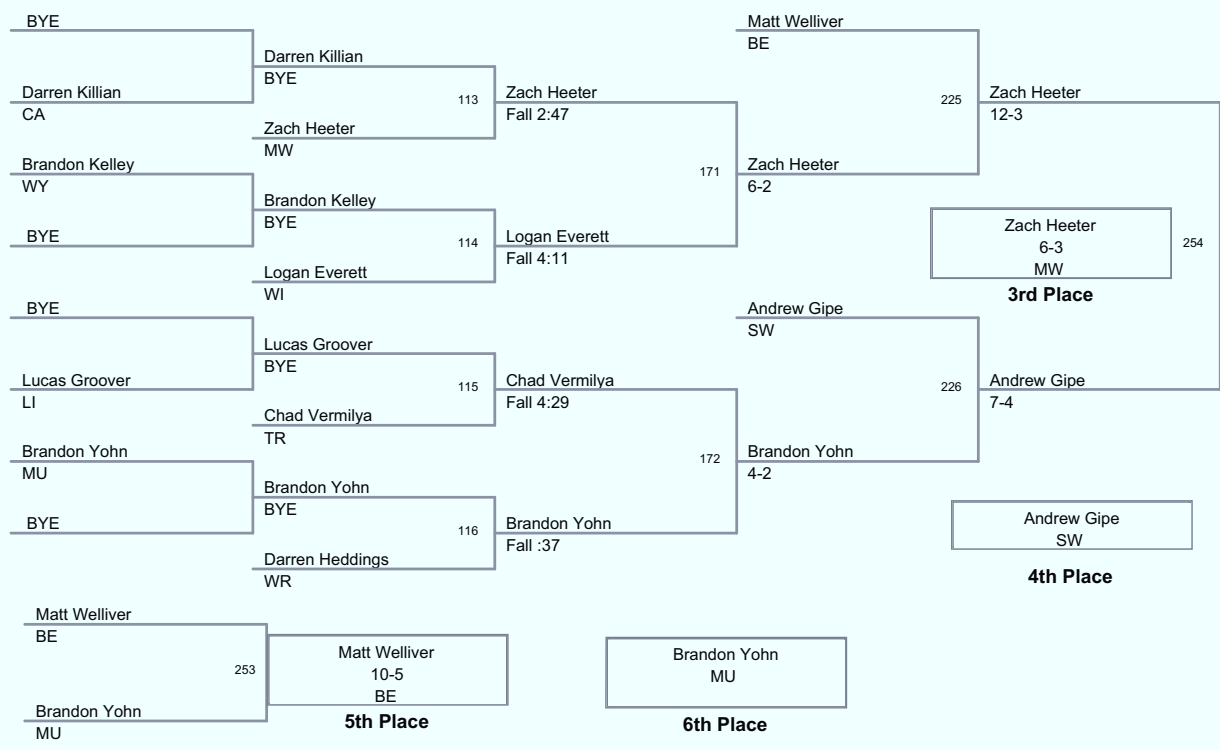 BYE
Darren Killian
CA
Brandon Kelley
WY
BYE
BYE
Lucas Groover
LI
Brandon Yohn
MU
BYE
Darren Killian
BYE
113
Zach Heeter
MW
Brandon Kelley
BYE
114
Logan Everett
WI
Lucas Groover
BYE
115
Chad Vermilya
TR
Brandon Yohn
BYE
116
Darren Heddings
WR
Zach Heeter
Fall 2:47
171
Logan Everett
Fall 4:11
Chad Vermilya
Fall 4:29
172
Brandon Yohn
Fall :37
Matt Welliver
BE
225
Zach Heeter
6-2
Andrew Gipe
SW
226
Brandon Yohn
4-2
Zach Heeter
12-3
Zach Heeter
6-3
MW
254
3rd Place
Andrew Gipe
7-4
Andrew Gipe
SW
4th Place
Matt Welliver
BE
253
Brandon Yohn
MU
Matt Welliver
10-5
BE
5th Place
Brandon Yohn
MU
6th Place